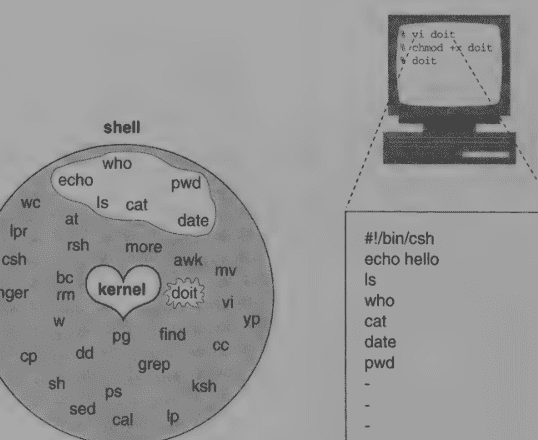 % vi doit
% chmod +x doit
% doit
shell
who
echo
pwd
ls cat
date
wc
at
lpr
rsh more
csh
awk
mv
bc
nger
rm
kernel
doit
vi
w
pg find
yp
cc
cp
dd
grep
sh
ps
ksh
sed
cal
lp
#!/bin/csh
echo hello
ls
who
cat
date
pwd
-
-
-